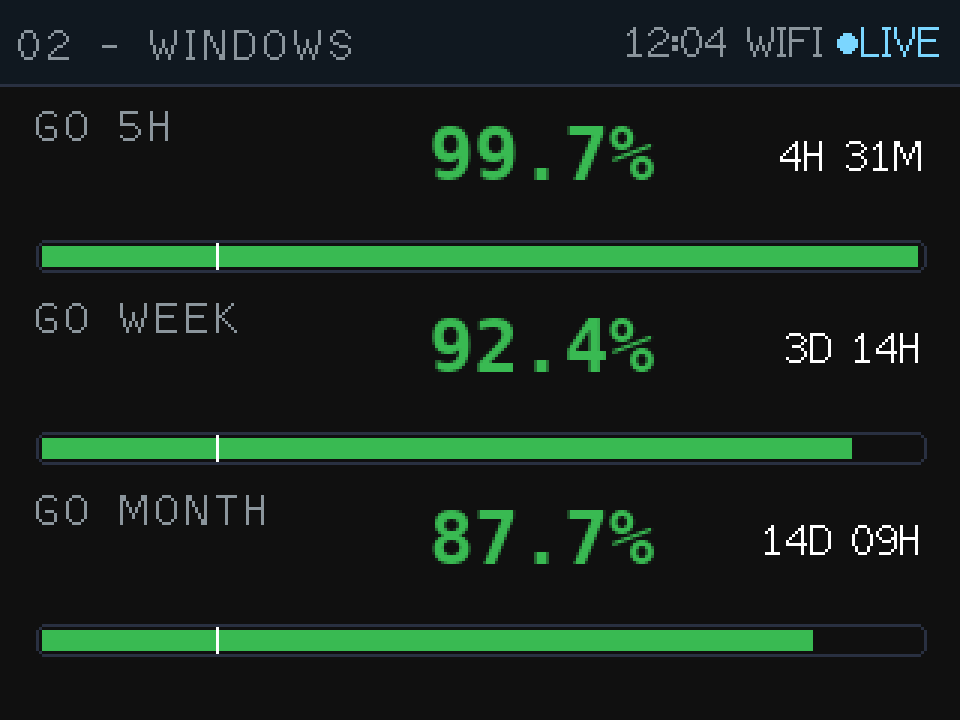 02 - WINDOWS 12:04 WIFI ●LIVE
GO 5H 99.7% 4H 31M
GO WEEK 92.4% 3D 14H
GO MONTH 87.7% 14D 09H